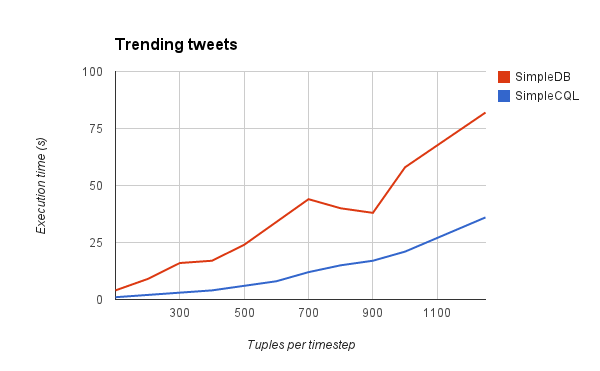 Trending tweets
SimpleDB
SimpleCQL
Execution time (s)
100
75
50
25
0
300 500 700 900 1100
Tuples per timestep